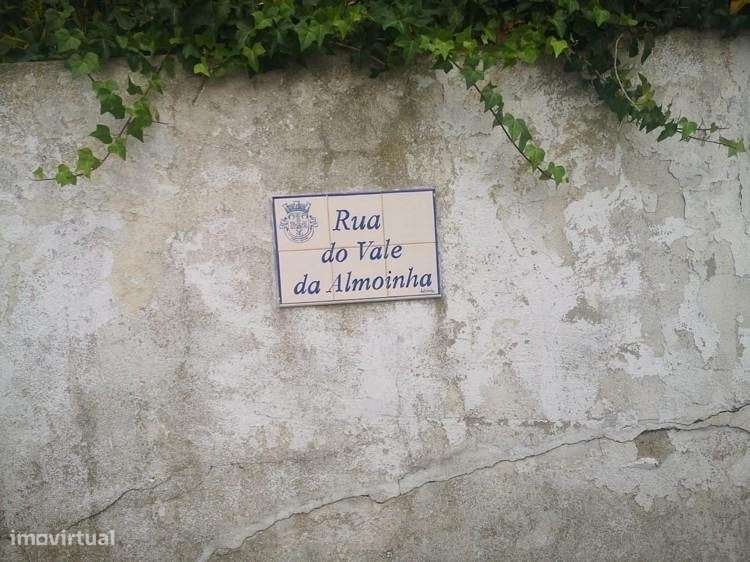 Rua
do Vale
da Almoinha
imovirtual